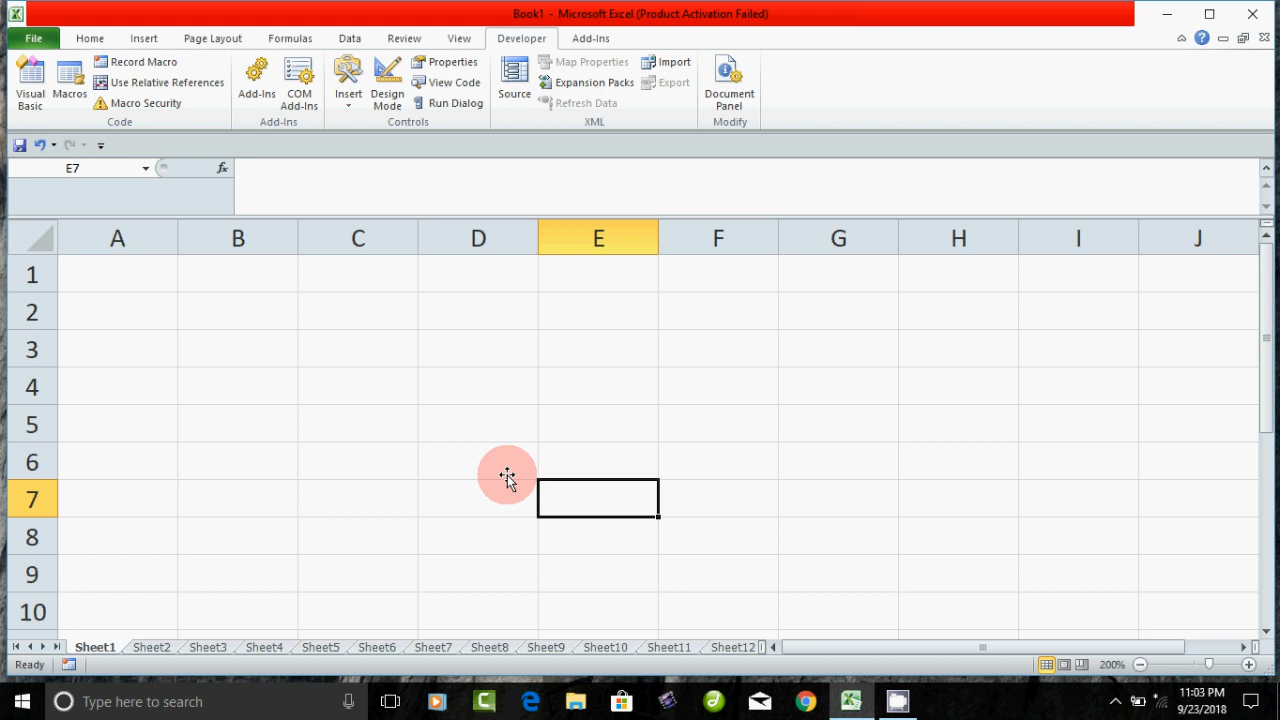 Book1 - Microsoft Excel (Product Activation Failed)
File Home Insert Page Layout Formulas Data Review View Developer Add-Ins
Visual Basic
Macros
Record Macro
Use Relative References
Macro Security
Code
Add-Ins
COM Add-Ins
Add-Ins
Insert
Design Mode
Properties
View Code
Run Dialog
Controls
Source
Map Properties
Expansion Packs
Refresh Data
Import
Export
XML
Document Panel
Modify
E7
fx
A B C D E F G H I J
1
2
3
4
5
6
7
8
9
10
Sheet1 Sheet2 Sheet3 Sheet4 Sheet5 Sheet6 Sheet7 Sheet8 Sheet9 Sheet10 Sheet11 Sheet12
Ready
200%
Type here to search
11:03 PM
9/23/2018